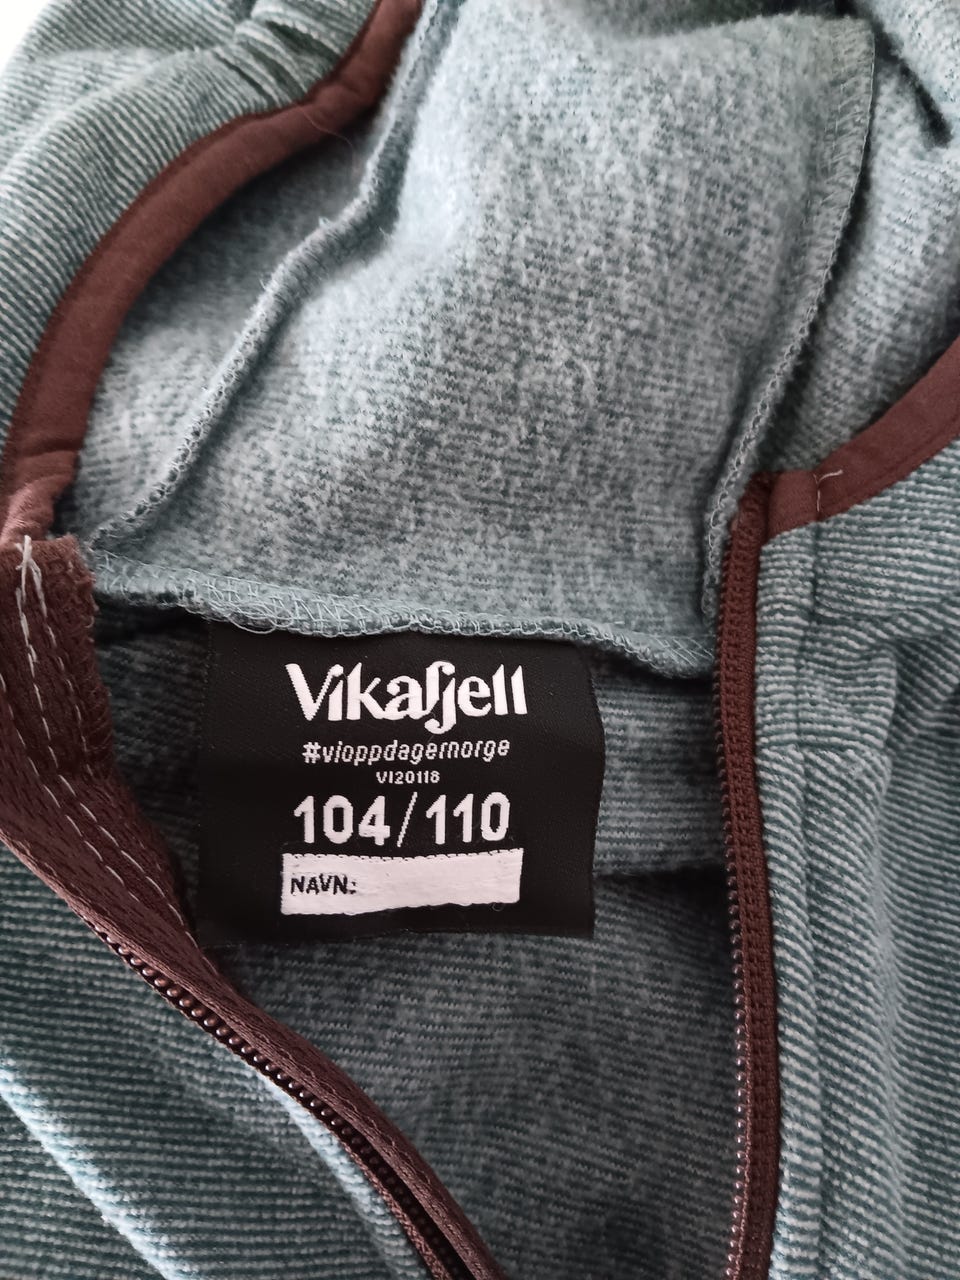 Vikafjell
#vioppdagernorge
VI20118
104/110
NAVN: